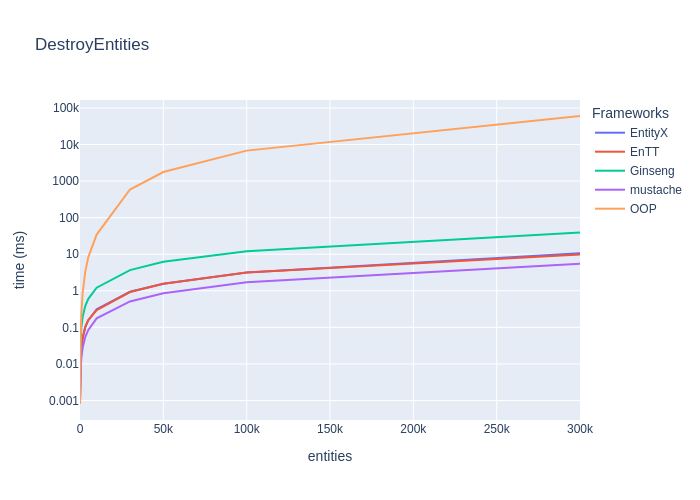 DestroyEntities
Frameworks
EntityX
EnTT
Ginseng
mustache
OOP
time (ms)
100k
10k
1000
100
10
1
0.1
0.01
0.001
0
50k
100k
150k
200k
250k
300k
entities